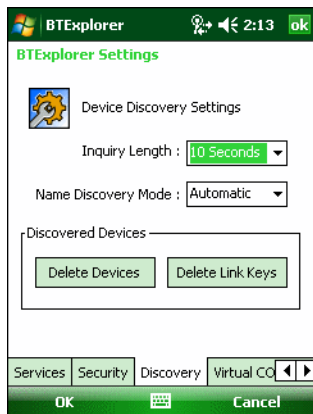 BTExplorer 2:13 ok
BTExplorer Settings
Device Discovery Settings
Inquiry Length : 10 Seconds
Name Discovery Mode : Automatic
Discovered Devices
Delete Devices Delete Link Keys
Services Security Discovery Virtual CO
OK Cancel